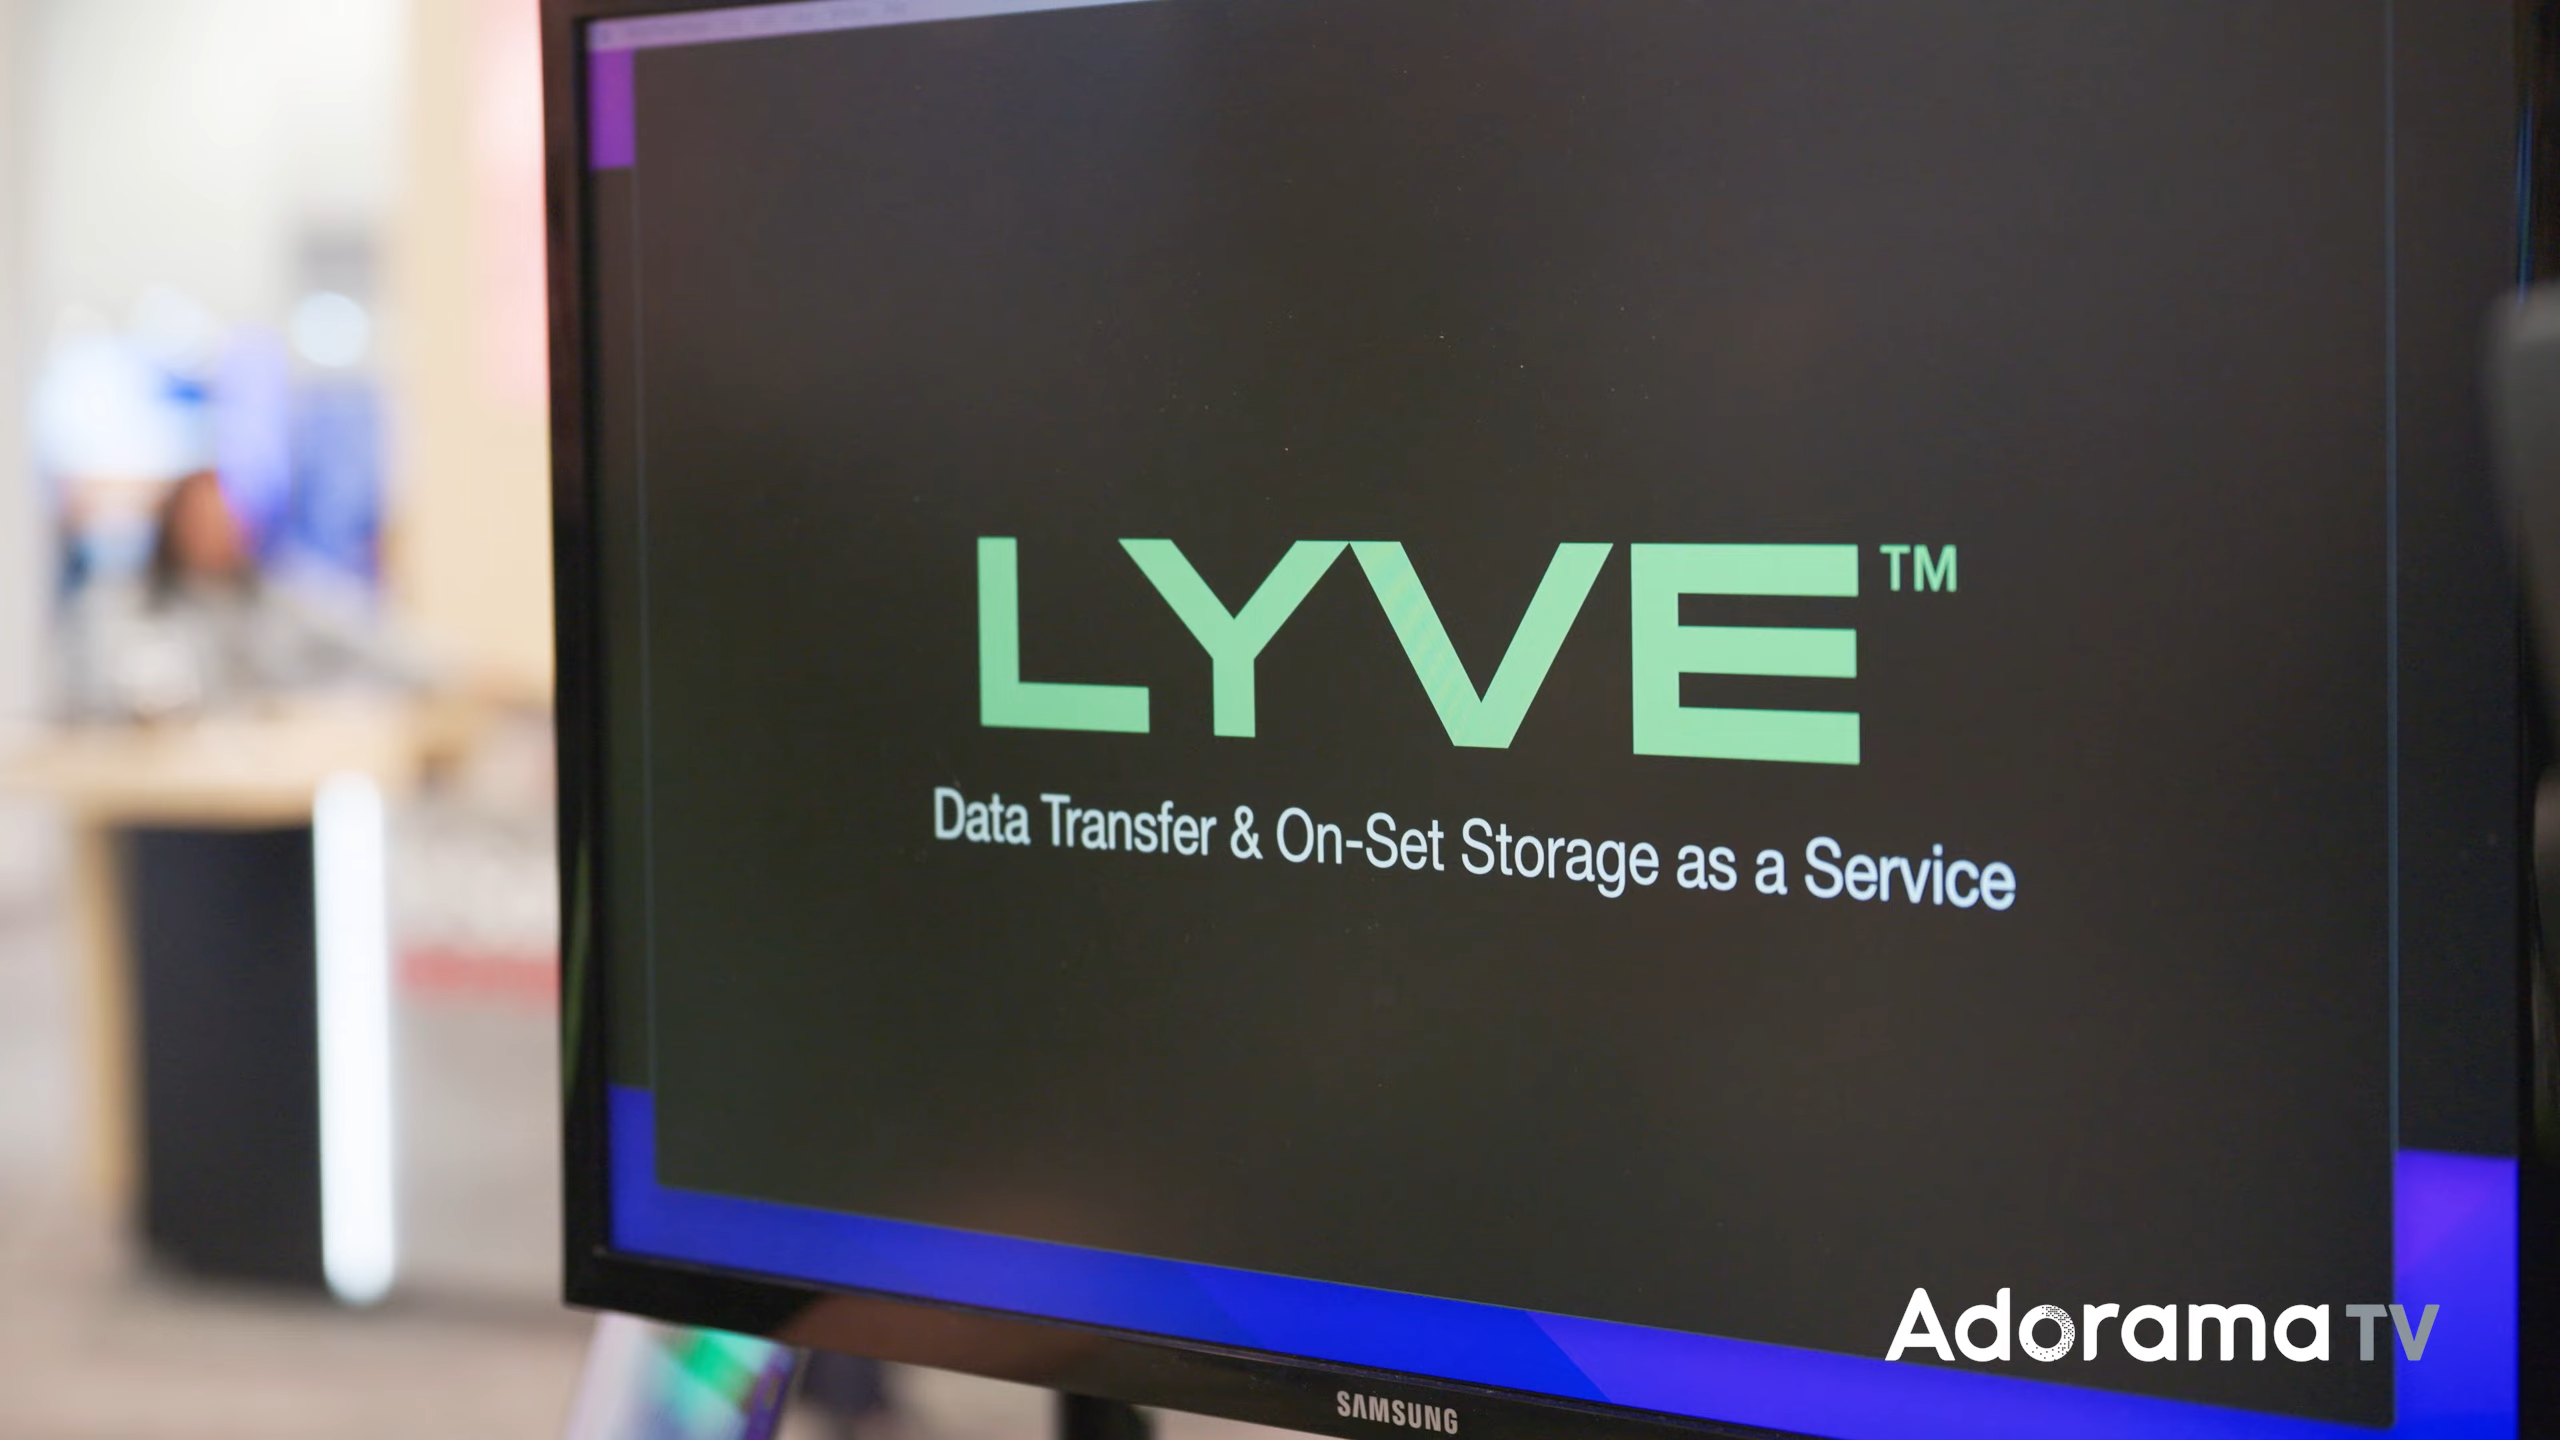 LYVE™
Data Transfer & On-Set Storage as a Service
Adorama TV
SAMSUNG